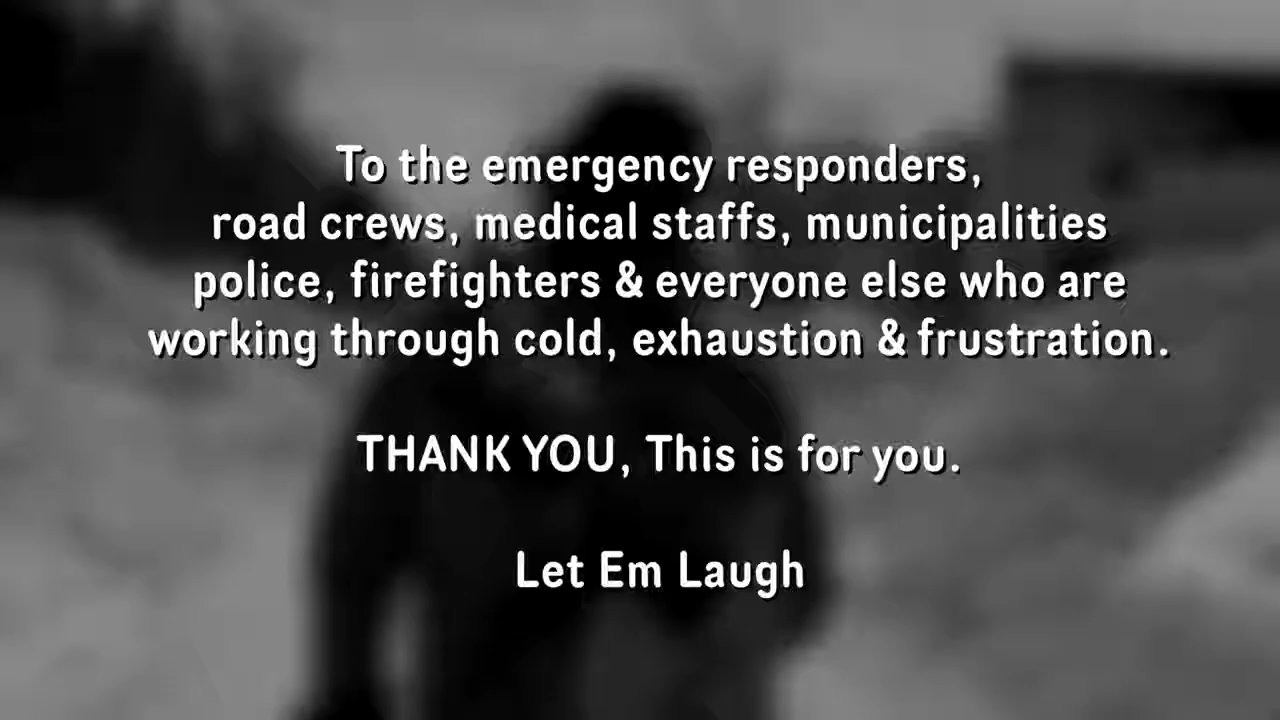 To the emergency responders,
road crews, medical staffs, municipalities
police, firefighters & everyone else who are
working through cold, exhaustion & frustration.
THANK YOU, This is for you.
Let Em Laugh